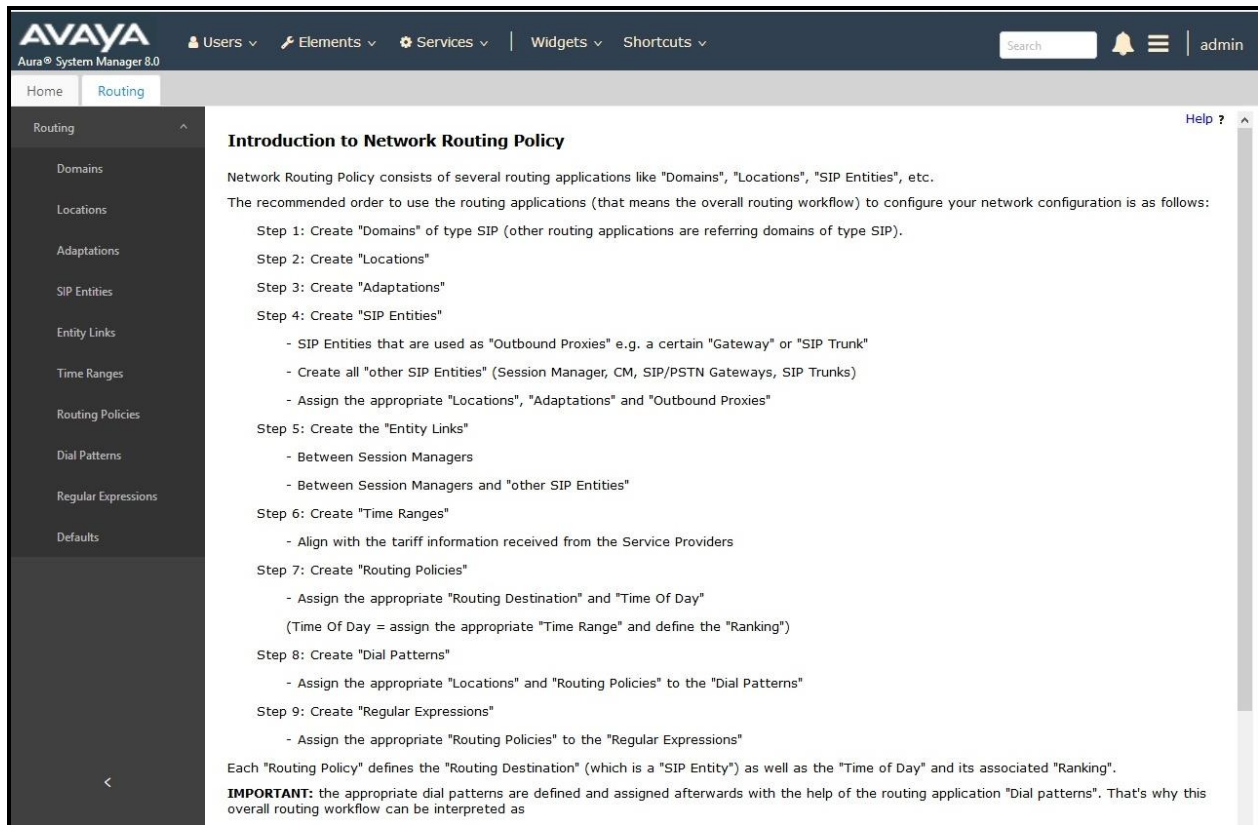 AVAYA
Aura® System Manager 8.0
Users
Elements
Services
Widgets
Shortcuts
Search
admin
Home
Routing
Routing
Domains
Locations
Adaptations
SIP Entities
Entity Links
Time Ranges
Routing Policies
Dial Patterns
Regular Expressions
Defaults
<
Help ?
Introduction to Network Routing Policy
Network Routing Policy consists of several routing applications like "Domains", "Locations", "SIP Entities", etc.
The recommended order to use the routing applications (that means the overall routing workflow) to configure your network configuration is as follows:
Step 1: Create "Domains" of type SIP (other routing applications are referring domains of type SIP).
Step 2: Create "Locations"
Step 3: Create "Adaptations"
Step 4: Create "SIP Entities"
- SIP Entities that are used as "Outbound Proxies" e.g. a certain "Gateway" or "SIP Trunk"
- Create all "other SIP Entities" (Session Manager, CM, SIP/PSTN Gateways, SIP Trunks)
- Assign the appropriate "Locations", "Adaptations" and "Outbound Proxies"
Step 5: Create the "Entity Links"
- Between Session Managers
- Between Session Managers and "other SIP Entities"
Step 6: Create "Time Ranges"
- Align with the tariff information received from the Service Providers
Step 7: Create "Routing Policies"
- Assign the appropriate "Routing Destination" and "Time Of Day"
(Time Of Day = assign the appropriate "Time Range" and define the "Ranking")
Step 8: Create "Dial Patterns"
- Assign the appropriate "Locations" and "Routing Policies" to the "Dial Patterns"
Step 9: Create "Regular Expressions"
- Assign the appropriate "Routing Policies" to the "Regular Expressions"
Each "Routing Policy" defines the "Routing Destination" (which is a "SIP Entity") as well as the "Time of Day" and its associated "Ranking".
IMPORTANT: the appropriate dial patterns are defined and assigned afterwards with the help of the routing application "Dial patterns". That's why this
overall routing workflow can be interpreted as